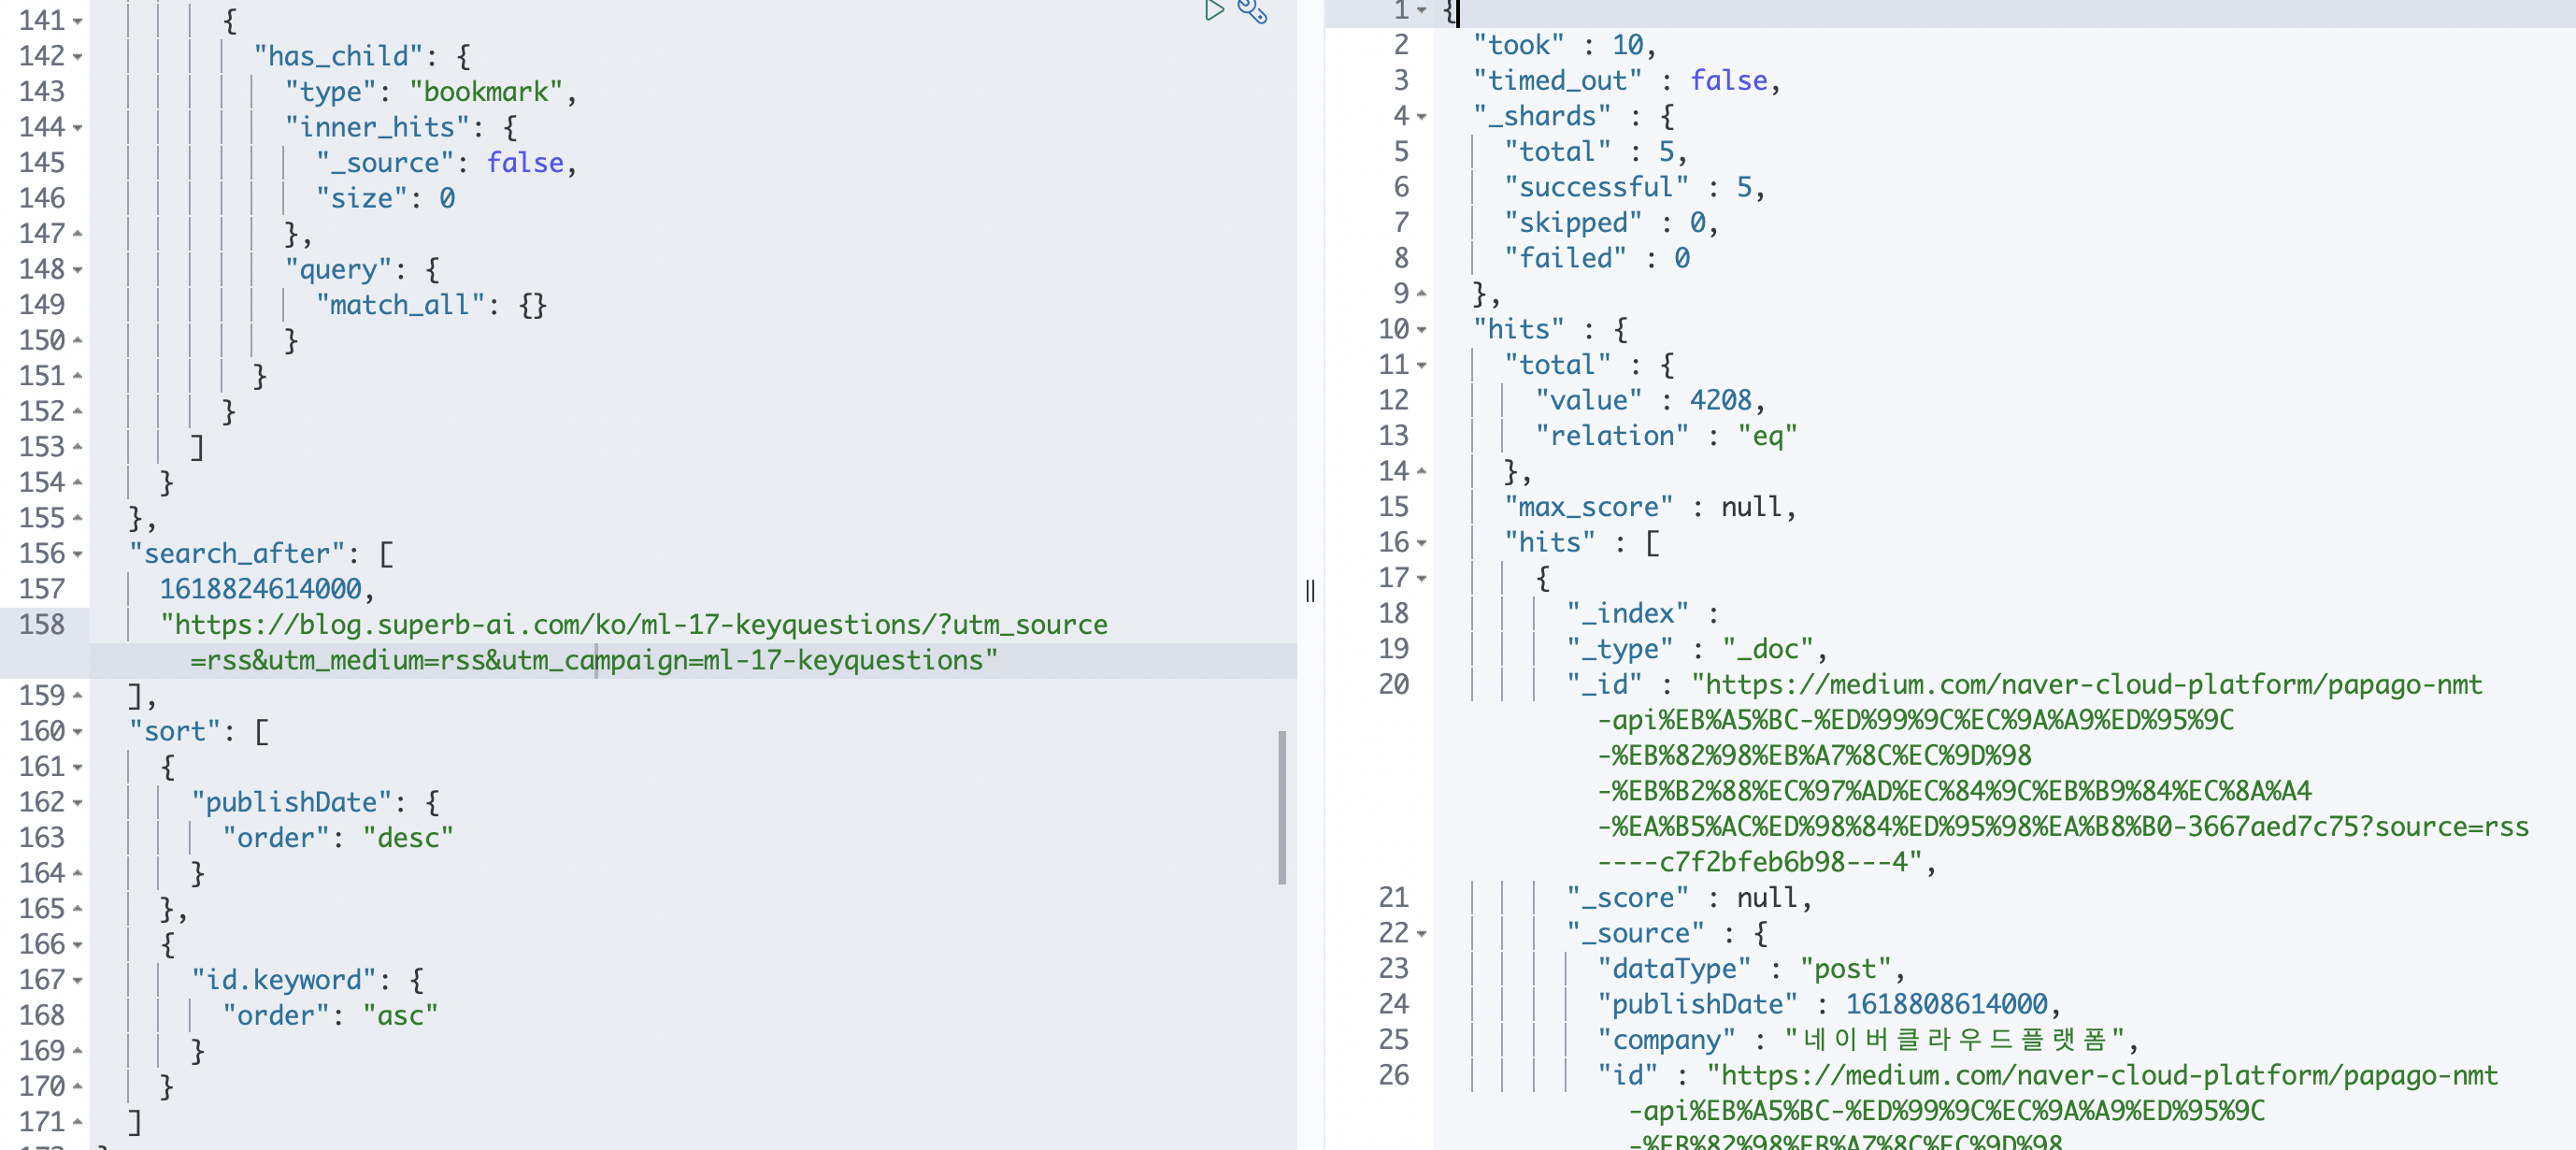 141 {
142 "has_child": {
143 "type": "bookmark",
144 "inner_hits": {
145 "_source": false,
146 "size": 0
147 },
148 "query": {
149 "match_all": {}
150 }
151 }
152 }
153 ]
154 }
155 },
156 "search_after": [
157 1618824614000,
158 "https://blog.superb-ai.com/ko/ml-17-keyquestions/?utm_source
=rss&utm_medium=rss&utm_campaign=ml-17-keyquestions"
159 ],
160 "sort": [
161 {
162 "publishDate": {
163 "order": "desc"
164 }
165 },
166 {
167 "id.keyword": {
168 "order": "asc"
169 }
170 }
171 ]
1 {
2 "took" : 10,
3 "timed_out" : false,
4 "_shards" : {
5 "total" : 5,
6 "successful" : 5,
7 "skipped" : 0,
8 "failed" : 0
9 },
10 "hits" : {
11 "total" : {
12 "value" : 4208,
13 "relation" : "eq"
14 },
15 "max_score" : null,
16 "hits" : [
17 {
18 "_index" :
19 "_type" : "_doc",
20 "_id" : "https://medium.com/naver-cloud-platform/papago-nmt
-api%EB%A5%BC-%ED%99%9C%EC%9A%A9%ED%95%9C
-%EB%82%98%EB%A7%8C%EC%9D%98
-%EB%B2%88%EC%97%AD%EC%84%9C%EB%B9%84%EC%8A%A4
-%EA%B5%AC%ED%98%84%ED%95%98%EA%B8%B0-3667aed7c75?source=rss
----c7f2bfeb6b98---4",
21 "_score" : null,
22 "_source" : {
23 "dataType" : "post",
24 "publishDate" : 1618808614000,
25 "company" : "네이버클라우드플랫폼",
26 "id" : "https://medium.com/naver-cloud-platform/papago-nmt
-api%EB%A5%BC-%ED%99%9C%EC%9A%A9%ED%95%9C
-%EB%82%98%EB%A7%8C%EC%9D%98